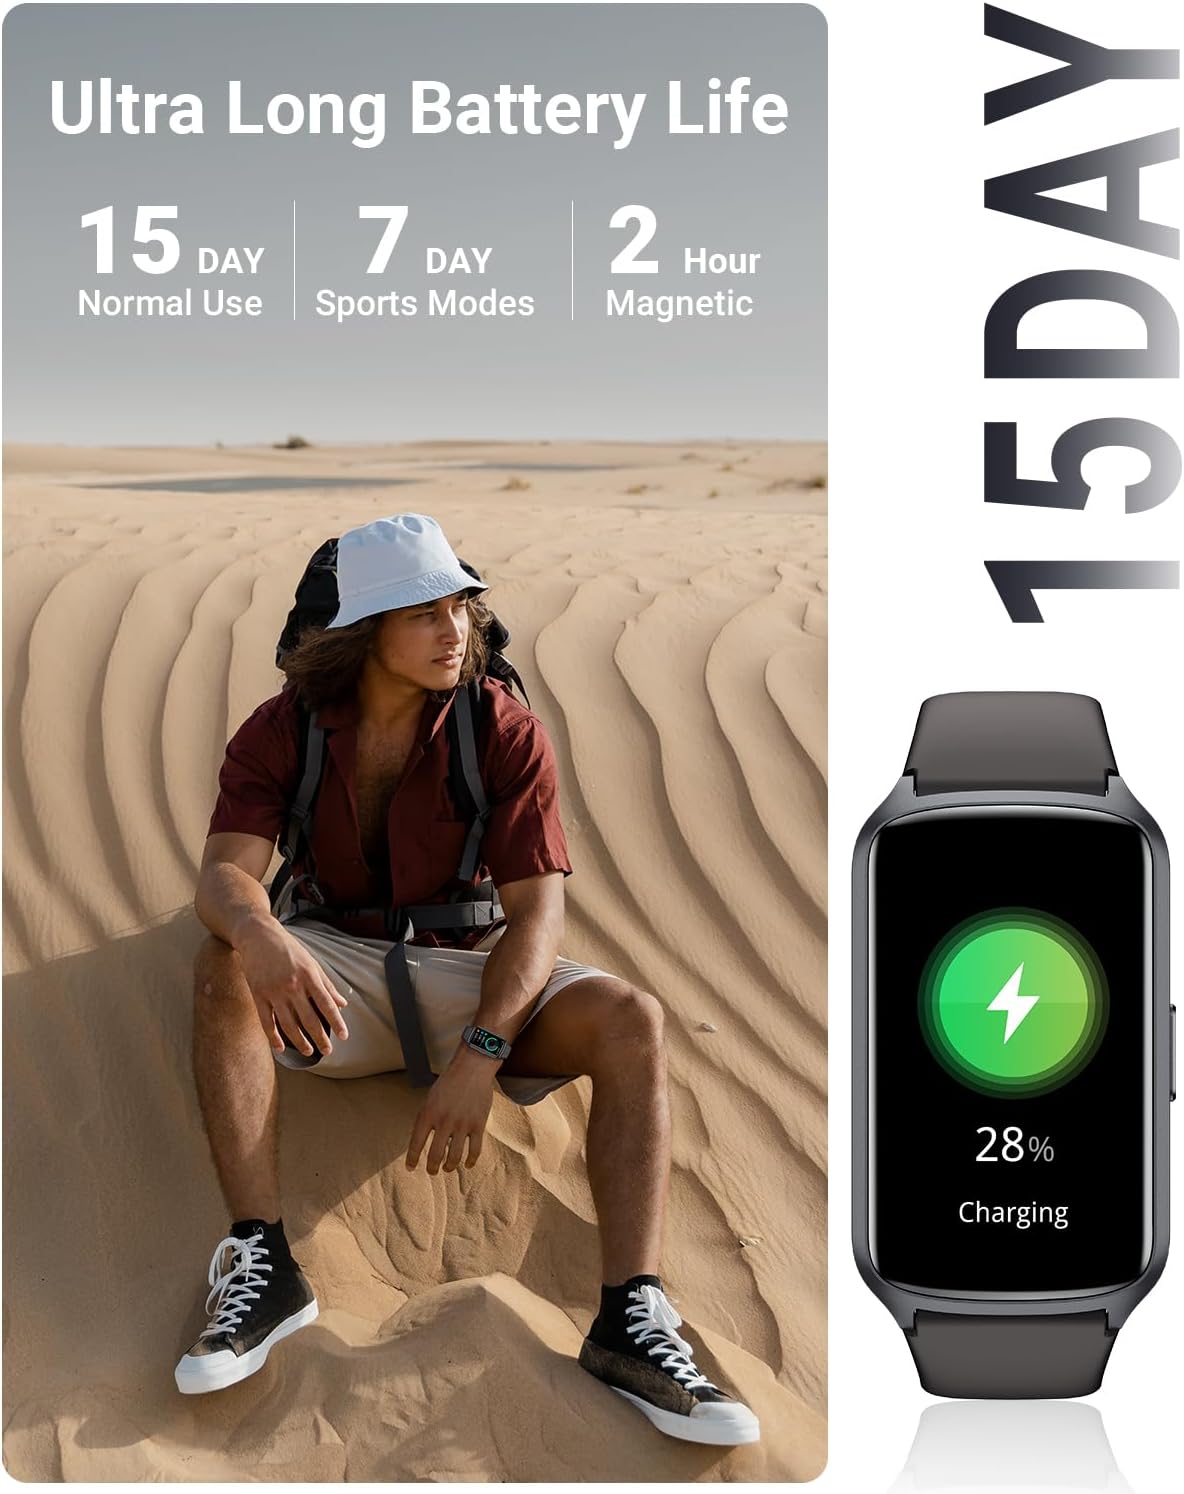 Ultra Long Battery Life
15 DAY
Normal Use
7 DAY
Sports Modes
2 Hour
Magnetic
15DAY
28%
Charging